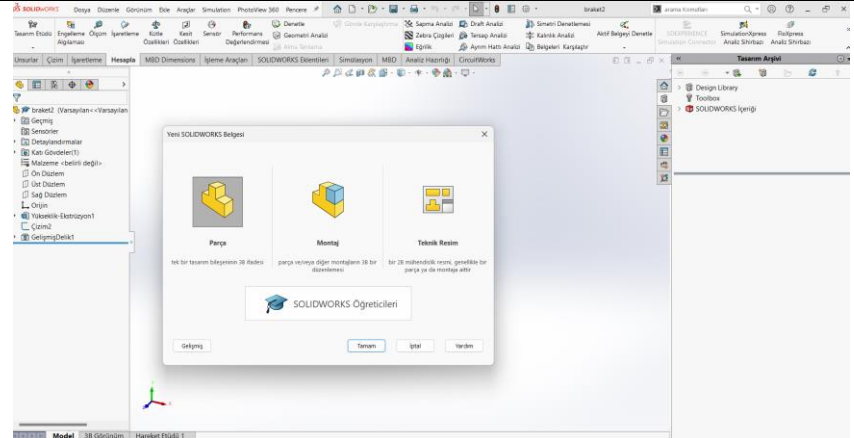 SOLIDWORKS Dosya Düzenle Görünüm Ekle Araçlar Simulation PhotoView 360 Pencere braket2 arama komutları
Tasarım Etüdü Engelleme Algılaması Ölçüm İşaretleme Kütle Özellikleri Kesit Özellikleri Sensör Performans Değerlendirmesi
Denetle
Geometri Analizi
Sapma Analizi Draft Analizi Simetri Denetlemesi
Zebra Çizgileri Tersaçı Analizi Kalınlık Analizi
Eğrilik Ayrım Hattı Analizi Belgeleri Karşılaştır
Aktif Belgeyi Denetle
3DEXPERIENCE Simulation Connector
SimulationXpress Analiz Sihirbazı
FloXpress Analiz Sihirbazı
Unsurlar Çizim İşaretleme Hesapla MBD Dimensions İşleme Araçları SOLIDWORKS Eklentileri Simülasyon MBD Analiz Hazırlığı CircuitWorks
Tasarım Arşivi
Design Library
Toolbox
SOLIDWORKS İçeriği
braket2 (Varsayılan<<Varsayılan
Geçmiş
Sensörler
Detaylandırmalar
Katı Gövdeler(1)
Malzeme <belirli değil>
Ön Düzlem
Üst Düzlem
Sağ Düzlem
Orijin
Yükseklik-Ekstrüzyon1
Çizim2
GelişmişDelik1
Yeni SOLIDWORKS Belgesi
Parça
tek bir tasarım bileşeninin 3B ifadesi
Montaj
parça ve/veya diğer montajların 3B bir düzenlemesi
Teknik Resim
bir 2B mühendislik resmi, genellikle bir parça ya da montaja aittir
SOLIDWORKS Öğreticileri
Gelişmiş Tamam İptal Yardım
Model 3B Görünüm Hareket Etüdü 1